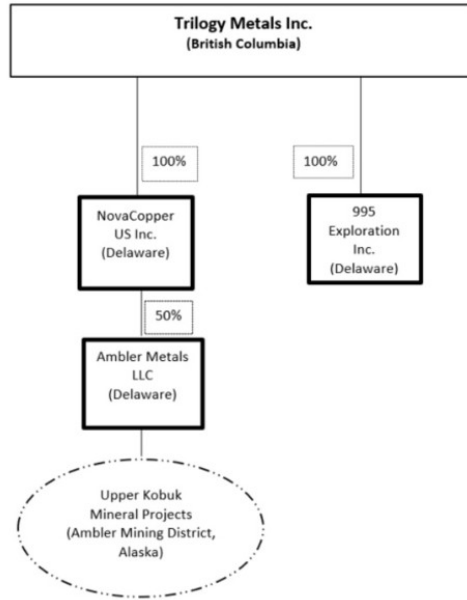 Trilogy Metals Inc.
(British Columbia)
100%
100%
NovaCopper
US Inc.
(Delaware)
995
Exploration
Inc.
(Delaware)
50%
Ambler Metals
LLC
(Delaware)
Upper Kobuk
Mineral Projects
(Ambler Mining District,
Alaska)